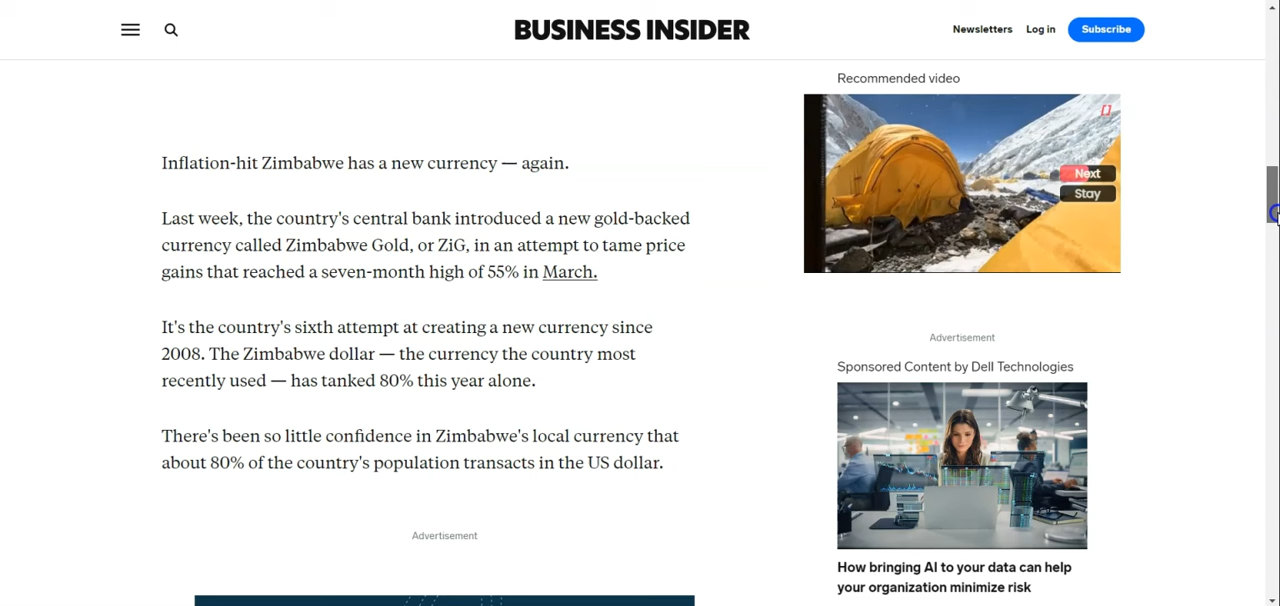 BUSINESS INSIDER
Newsletters
Log in
Subscribe
Recommended video
Next
Stay
Inflation-hit Zimbabwe has a new currency — again.
Last week, the country's central bank introduced a new gold-backed
currency called Zimbabwe Gold, or ZiG, in an attempt to tame price
gains that reached a seven-month high of 55% in March.
It's the country's sixth attempt at creating a new currency since
2008. The Zimbabwe dollar — the currency the country most
recently used — has tanked 80% this year alone.
There's been so little confidence in Zimbabwe's local currency that
about 80% of the country's population transacts in the US dollar.
Advertisement
Advertisement
Sponsored Content by Dell Technologies
How bringing AI to your data can help
your organization minimize risk